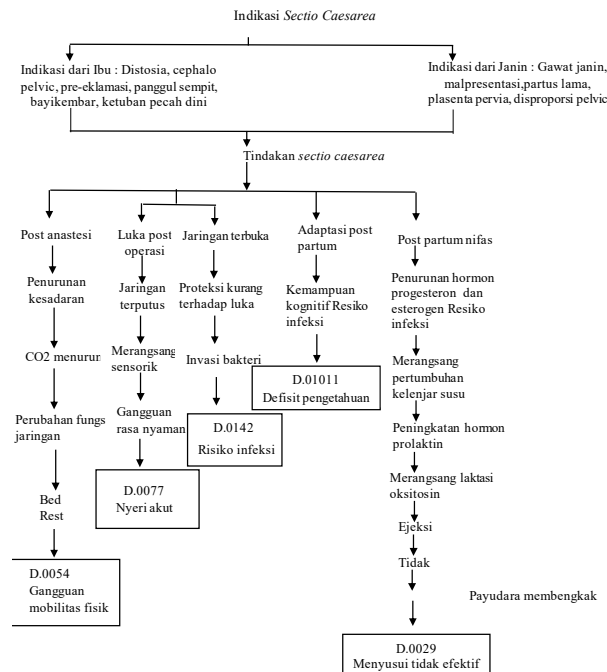 Indikasi Sectio Caesarea
Indikasi dari Ibu : Distosia, cephalo
pelvic, pre-eklamasi, panggul sempit,
bayikembar, ketuban pecah dini
Indikasi dari Janin : Gawat janin,
malpresentasi,partus lama,
plasenta pervia, disproporsi pelvic
Tindakan sectio caesarea
Post anastesi
Penurunan
kesadaran
CO2 menurun
Perubahan fungs
jaringan
Bed
Rest
D.0054
Gangguan
mobilitas fisik
Luka post
operasi
Jaringan
terputus
Merangsang
sensorik
Gangguan
rasa nyaman
D.0077
Nyeri akut
Jaringan terbuka
Proteksi kurang
terhadap luka
Invasi bakteri
D.0142
Risiko infeksi
Adaptasi post
partum
Kemampuan
kognitif Resiko
infeksi
D.01011
Defisit pengetahuan
Post partum nifas
Penurunan hormon
progesteron dan
esterogen Resiko
infeksi
Merangsang
pertumbuhan
kelenjar susu
Peningkatan hormon
prolaktin
Merangsang laktasi
oksitosin
Ejeksi
Tidak
Payudara membengkak
D.0029
Menyusui tidak efektif